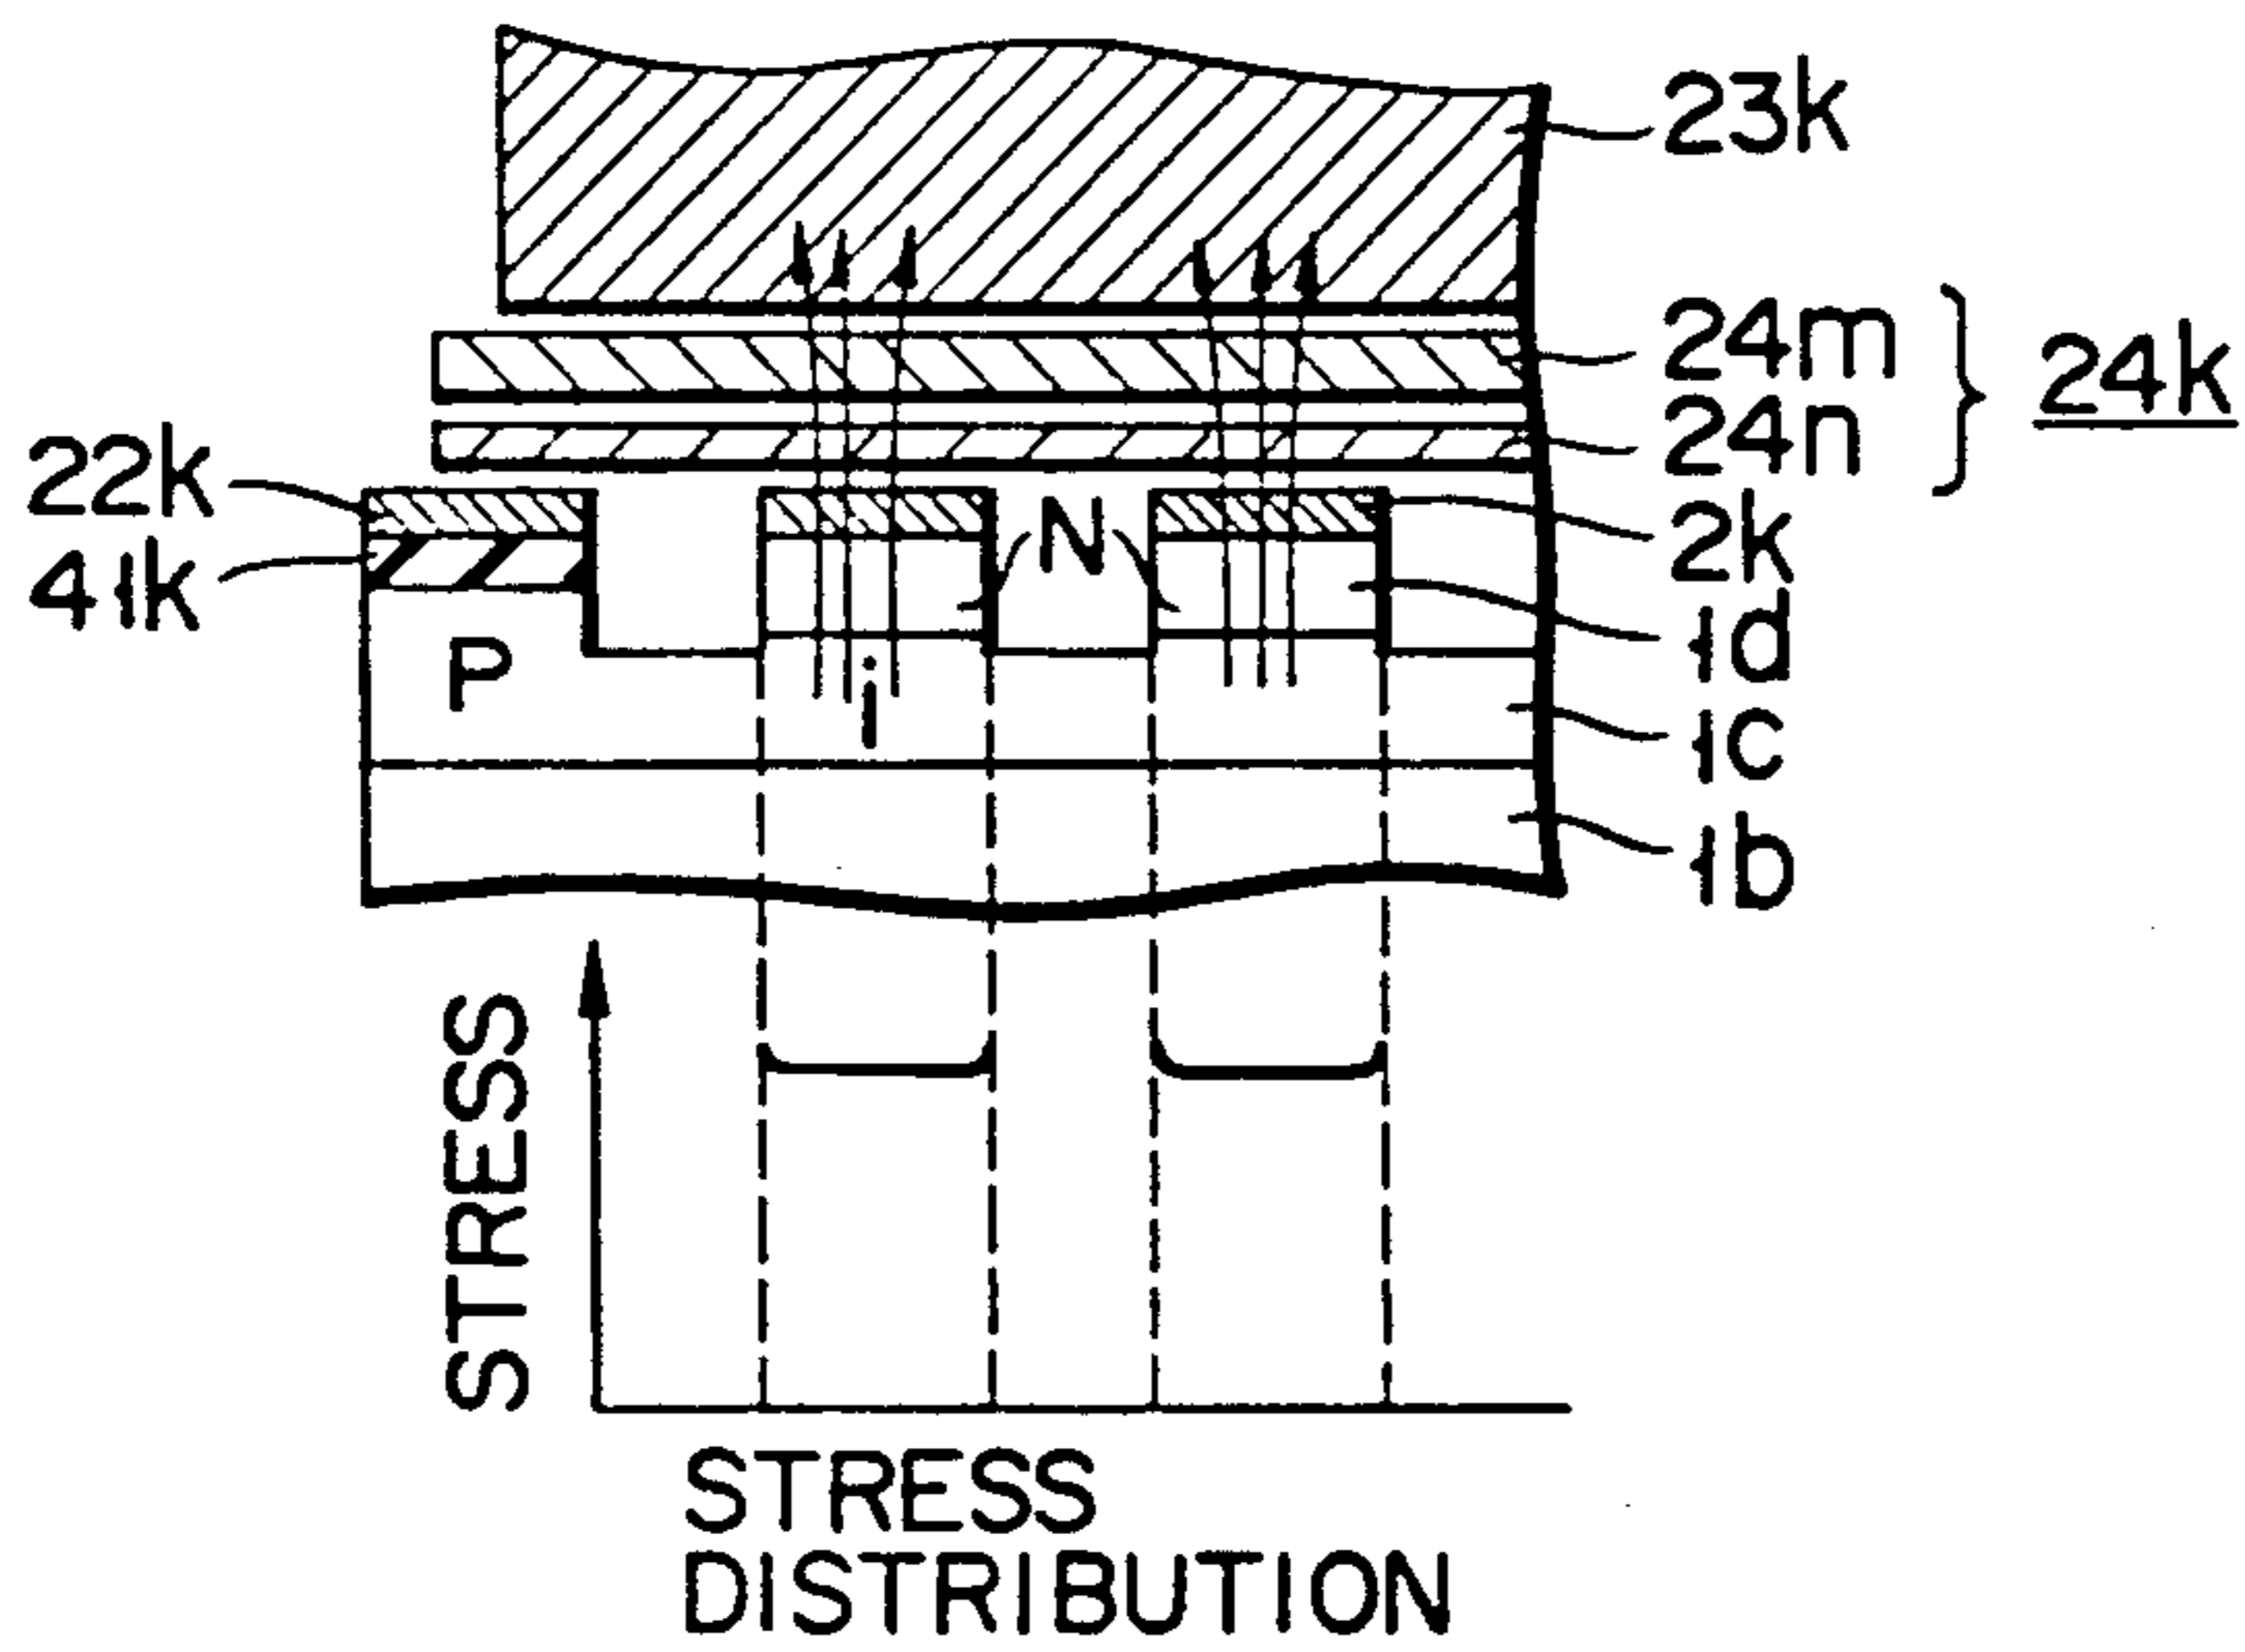 23k
24m
24k
24n
22k
2k
N
41k
1d
P
i
1c
1b
STRESS
STRESS
DISTRIBUTION